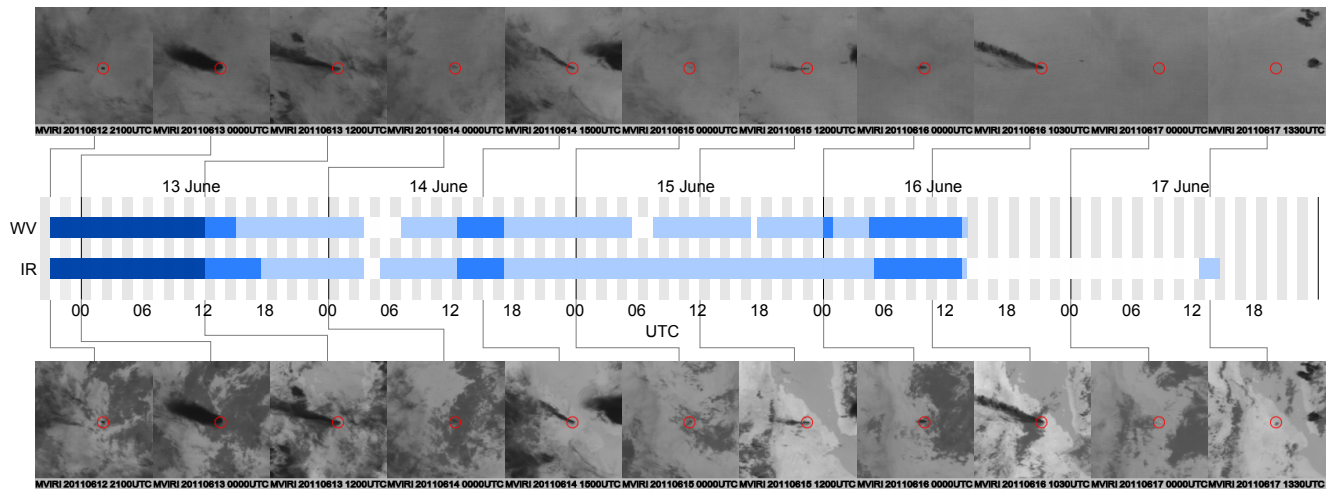 MVIRI 20110612 2100UTC MVIRI 20110613 0000UTC MVIRI 20110613 1200UTC MVIRI 20110614 0000UTC MVIRI 20110614 1500UTC MVIRI 20110615 0000UTC MVIRI 20110615 1200UTC MVIRI 20110616 0000UTC MVIRI 20110616 1030UTC MVIRI 20110617 0000UTC MVIRI 20110617 1330UTC
13 June 14 June 15 June 16 June 17 June
WV
IR
00 06 12 18 00 06 12 18 00 06 12 18 00 06 12 18 00 06 12 18
UTC
MVIRI 20110612 2100UTC MVIRI 20110613 0000UTC MVIRI 20110613 1200UTC MVIRI 20110614 0000UTC MVIRI 20110614 1500UTC MVIRI 20110615 0000UTC MVIRI 20110615 1200UTC MVIRI 20110616 0000UTC MVIRI 20110616 1030UTC MVIRI 20110617 0000UTC MVIRI 20110617 1330UTC